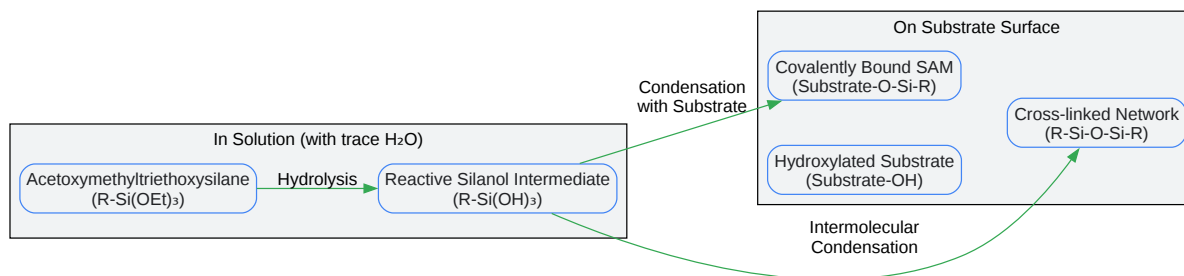 In Solution (with trace H₂O)
Acetoxymethyltriethoxysilane
(R-Si(OEt)₃)
Hydrolysis
Reactive Silanol Intermediate
(R-Si(OH)₃)
Condensation
with Substrate
On Substrate Surface
Covalently Bound SAM
(Substrate-O-Si-R)
Hydroxylated Substrate
(Substrate-OH)
Cross-linked Network
(R-Si-O-Si-R)
Intermolecular
Condensation